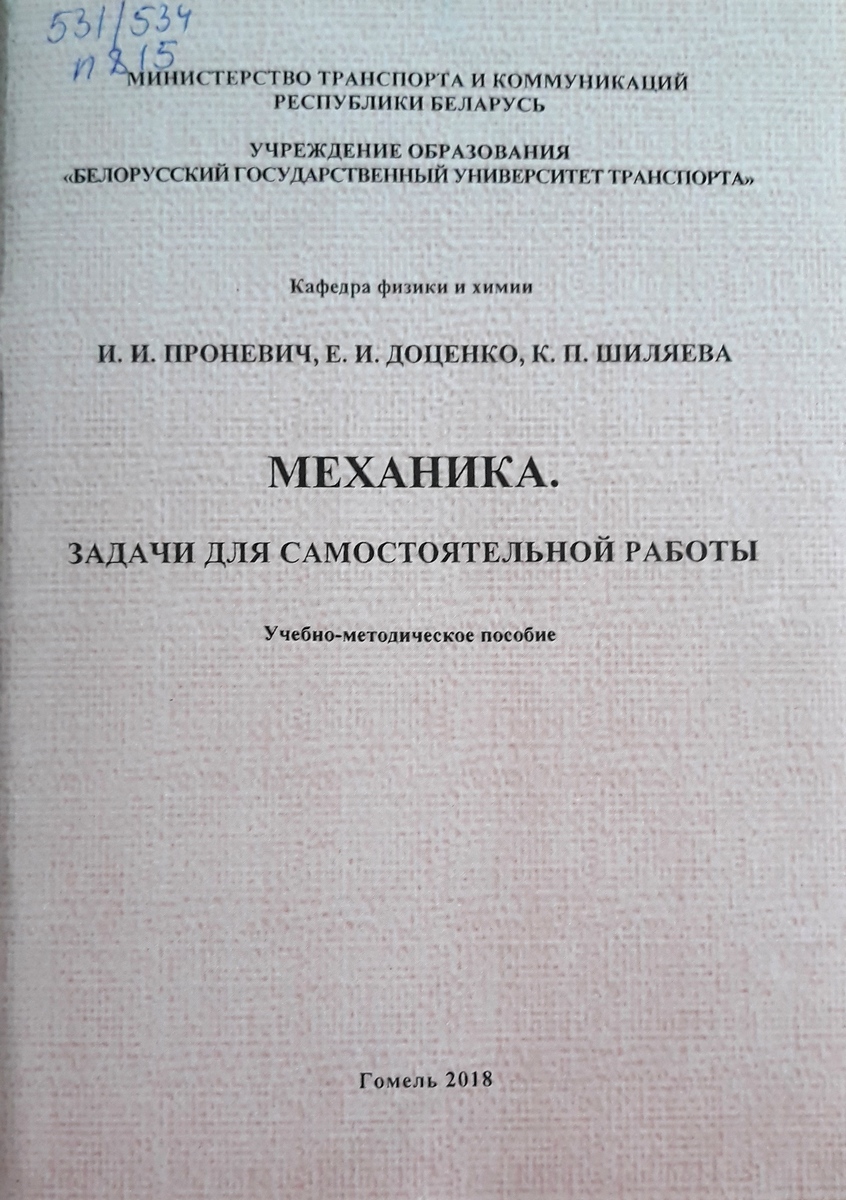 531/534
П 815
МИНИСТЕРСТВО ТРАНСПОРТА И КОММУНИКАЦИЙ
РЕСПУБЛИКИ БЕЛАРУСЬ
УЧРЕЖДЕНИЕ ОБРАЗОВАНИЯ
«БЕЛОРУССКИЙ ГОСУДАРСТВЕННЫЙ УНИВЕРСИТЕТ ТРАНСПОРТА»
Кафедра физики и химии
И. И. ПРОНЕВИЧ, Е. И. ДОЦЕНКО, К. П. ШИЛЯЕВА
МЕХАНИКА.
ЗАДАЧИ ДЛЯ САМОСТОЯТЕЛЬНОЙ РАБОТЫ
Учебно-методическое пособие
Гомель 2018